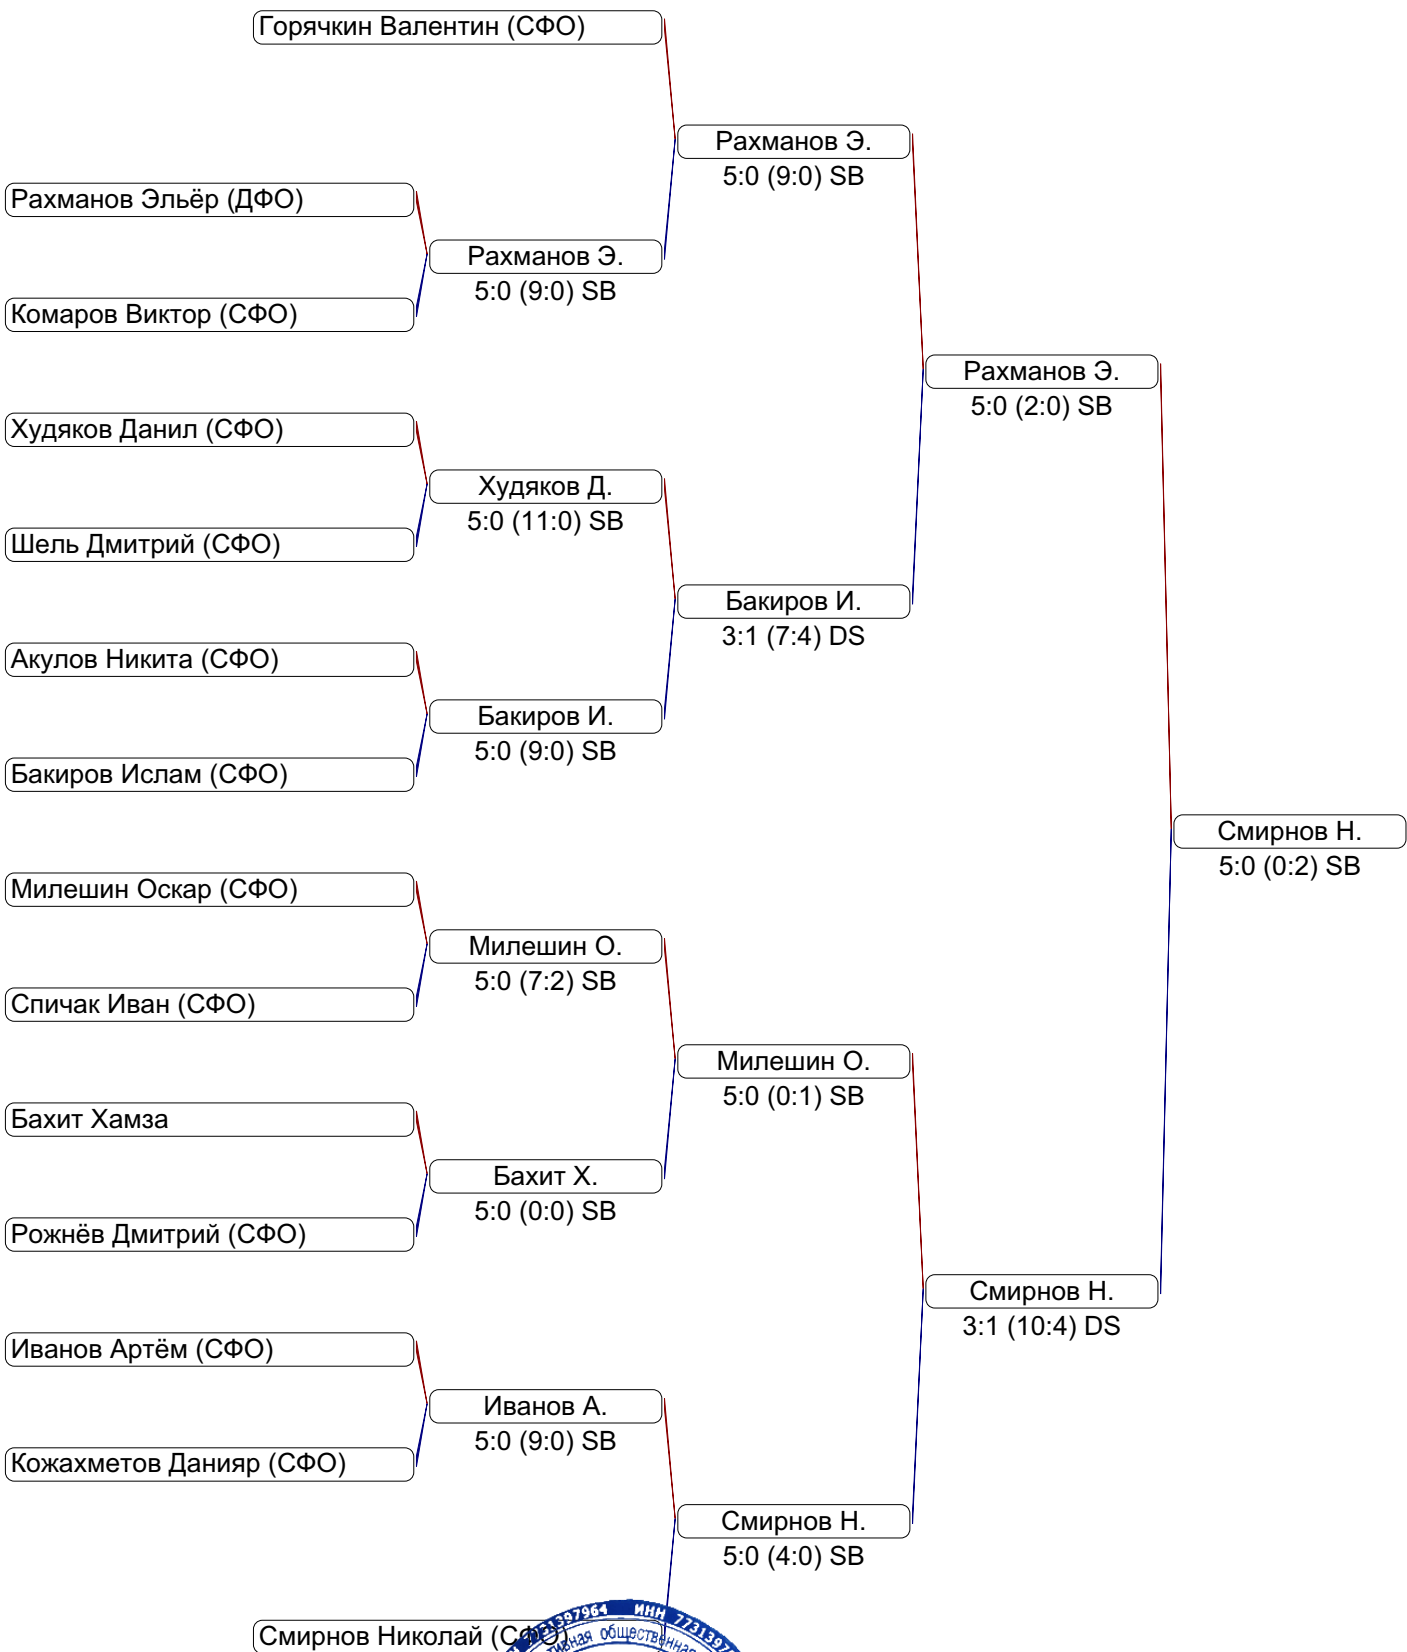 Горячкин Валентин (СФО)
Рахманов Э.
5:0 (9:0) SB
Рахманов Эльёр (ДФО)
Рахманов Э.
5:0 (9:0) SB
Комаров Виктор (СФО)
Рахманов Э.
5:0 (2:0) SB
Худяков Данил (СФО)
Худяков Д.
5:0 (11:0) SB
Шель Дмитрий (СФО)
Бакиров И.
3:1 (7:4) DS
Акулов Никита (СФО)
Бакиров И.
5:0 (9:0) SB
Бакиров Ислам (СФО)
Смирнов Н.
5:0 (0:2) SB
Милешин Оскар (СФО)
Милешин О.
5:0 (7:2) SB
Спичак Иван (СФО)
Милешин О.
5:0 (0:1) SB
Бахит Хамза
Бахит Х.
5:0 (0:0) SB
Рожнёв Дмитрий (СФО)
Смирнов Н.
3:1 (10:4) DS
Иванов Артём (СФО)
Иванов А.
5:0 (9:0) SB
Кожахметов Данияр (СФО)
Смирнов Н.
5:0 (4:0) SB
Смирнов Николай (СФО)
ИНН
общественная